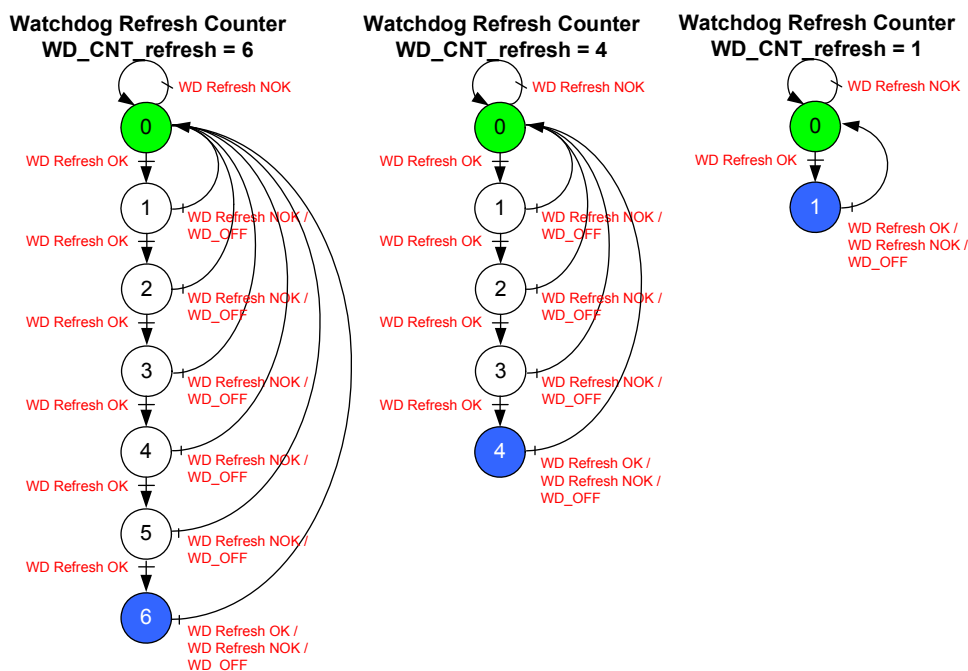 Watchdog Refresh Counter
WD_CNT_refresh = 6
WD Refresh NOK
0
WD Refresh OK
1
WD Refresh NOK /
WD_OFF
WD Refresh OK
2
WD Refresh NOK /
WD_OFF
WD Refresh OK
3
WD Refresh NOK /
WD_OFF
WD Refresh OK
4
WD Refresh NOK /
WD_OFF
WD Refresh OK
5
WD Refresh NOK /
WD_OFF
WD Refresh OK
6
WD Refresh OK /
WD Refresh NOK /
WD_OFF
Watchdog Refresh Counter
WD_CNT_refresh = 4
WD Refresh NOK
0
WD Refresh OK
1
WD Refresh NOK /
WD_OFF
WD Refresh OK
2
WD Refresh NOK /
WD_OFF
WD Refresh OK
3
WD Refresh NOK /
WD_OFF
WD Refresh OK
4
WD Refresh OK /
WD Refresh NOK /
WD_OFF
Watchdog Refresh Counter
WD_CNT_refresh = 1
WD Refresh NOK
0
WD Refresh OK
1
WD Refresh OK /
WD Refresh NOK /
WD_OFF